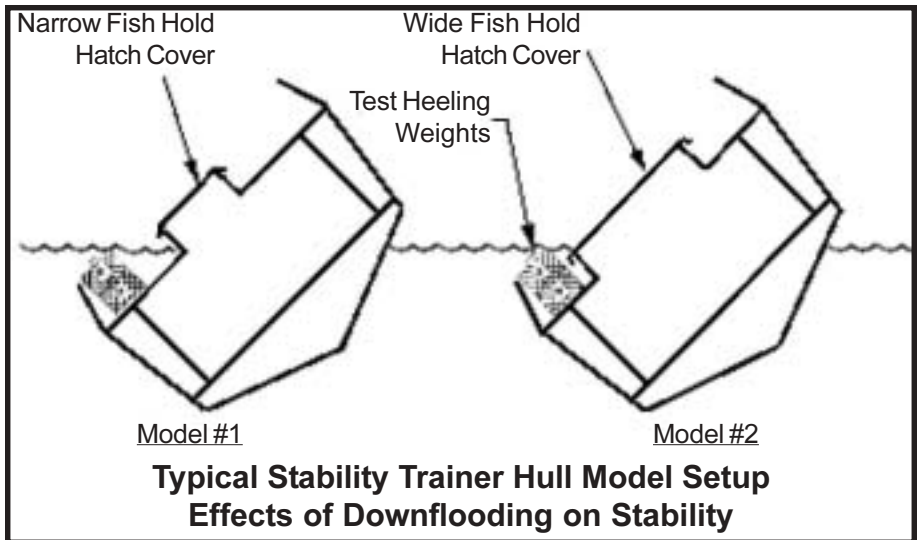 Narrow Fish Hold
Hatch Cover
Wide Fish Hold
Hatch Cover
Test Heeling
Weights
Model #1
Model #2
Typical Stability Trainer Hull Model Setup
Effects of Downflooding on Stability